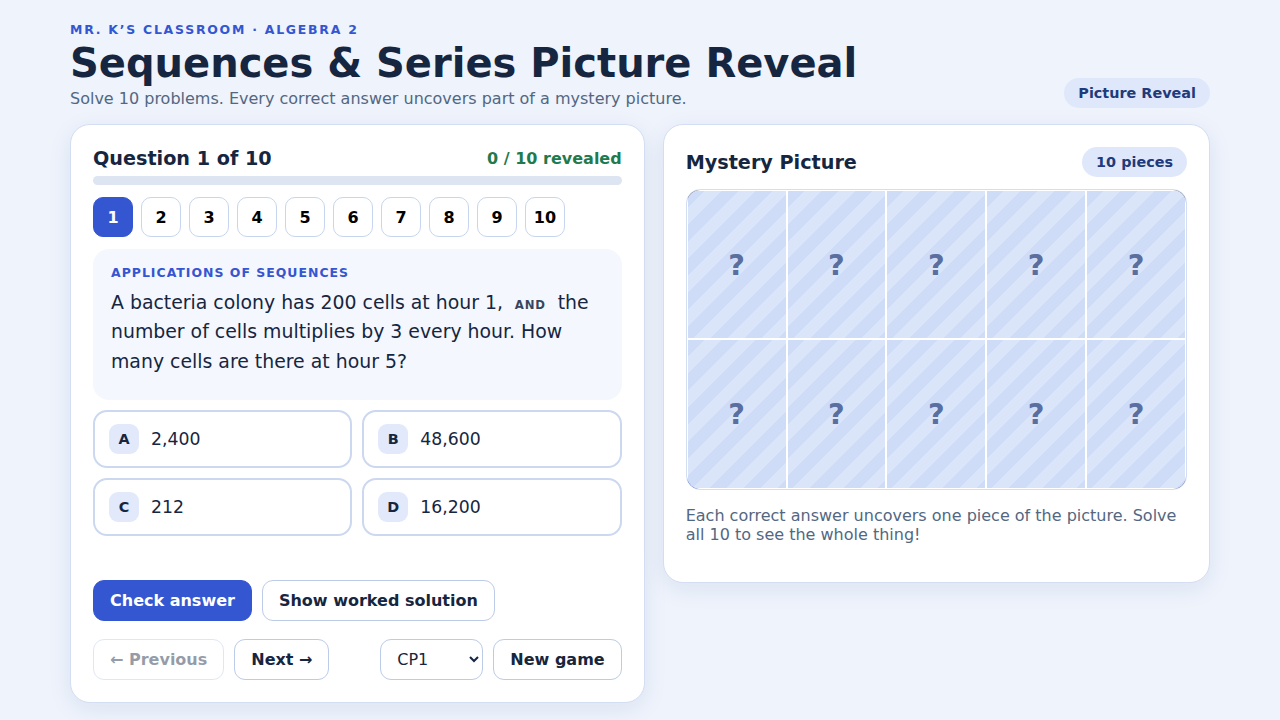 MR. K’S CLASSROOM · ALGEBRA 2
Sequences & Series Picture Reveal
Solve 10 problems. Every correct answer uncovers part of a mystery picture.
Picture Reveal
Question 1 of 10
0 / 10 revealed
1 2 3 4 5 6 7 8 9 10
APPLICATIONS OF SEQUENCES
A bacteria colony has 200 cells at hour 1, AND the
number of cells multiplies by 3 every hour. How
many cells are there at hour 5?
A 2,400
B 48,600
C 212
D 16,200
Check answer
Show worked solution
← Previous
Next →
CP1
New game
Mystery Picture
10 pieces
? ? ? ? ?
? ? ? ? ?
Each correct answer uncovers one piece of the picture. Solve
all 10 to see the whole thing!